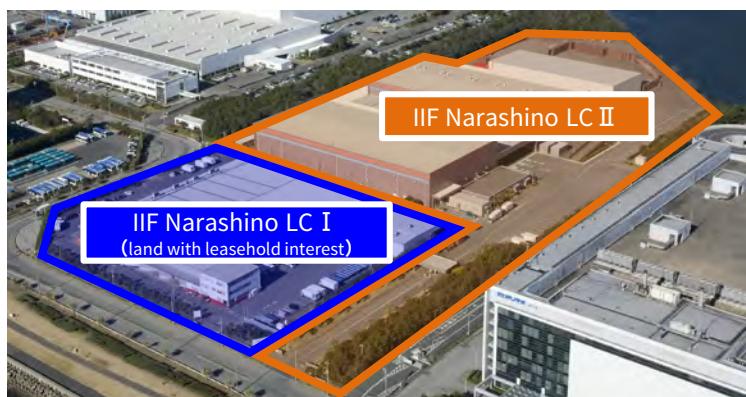 IIF Narashino LC Ⅱ
IIF Narashino LC Ⅰ
(land with leasehold interest)